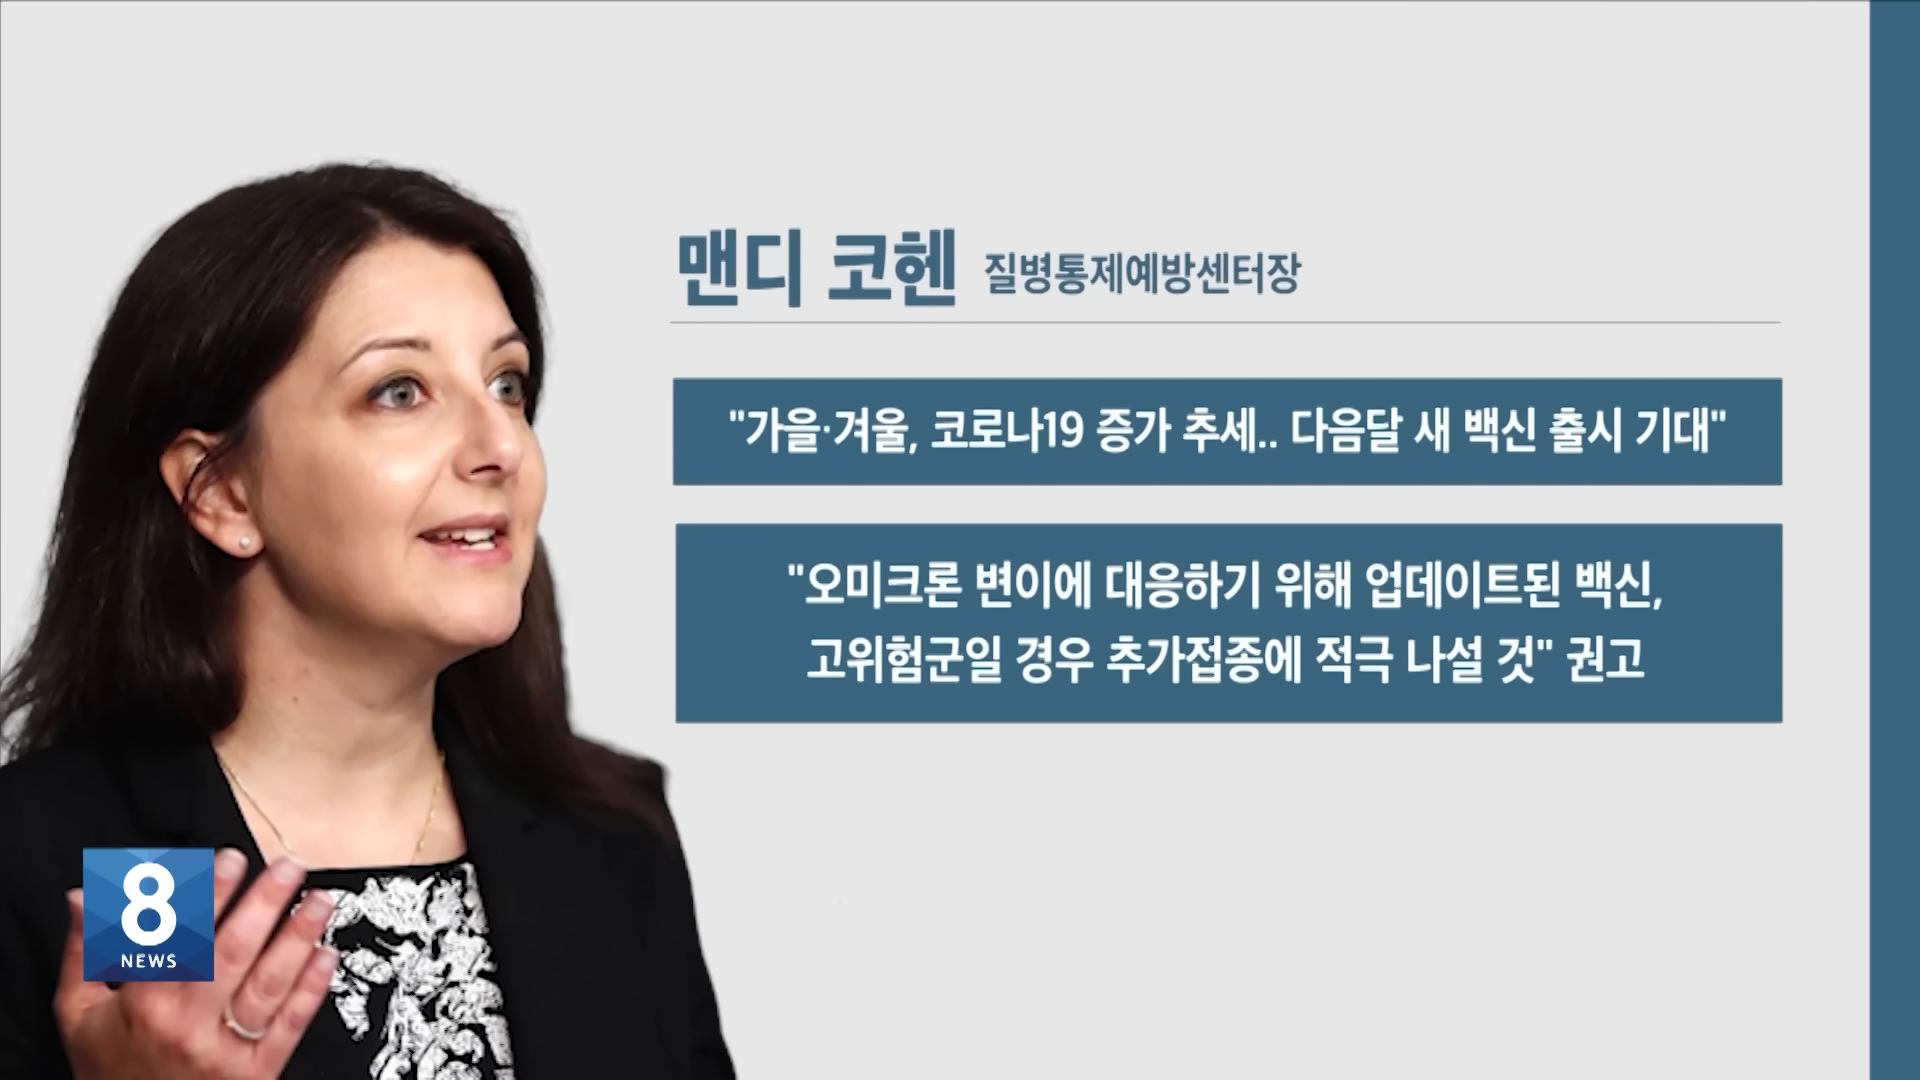 맨디 코헨 질병통제예방센터장
"가을·겨울, 코로나19 증가 추세.. 다음달 새 백신 출시 기대"
"오미크론 변이에 대응하기 위해 업데이트된 백신,
고위험군일 경우 추가접종에 적극 나설 것" 권고
8
NEWS